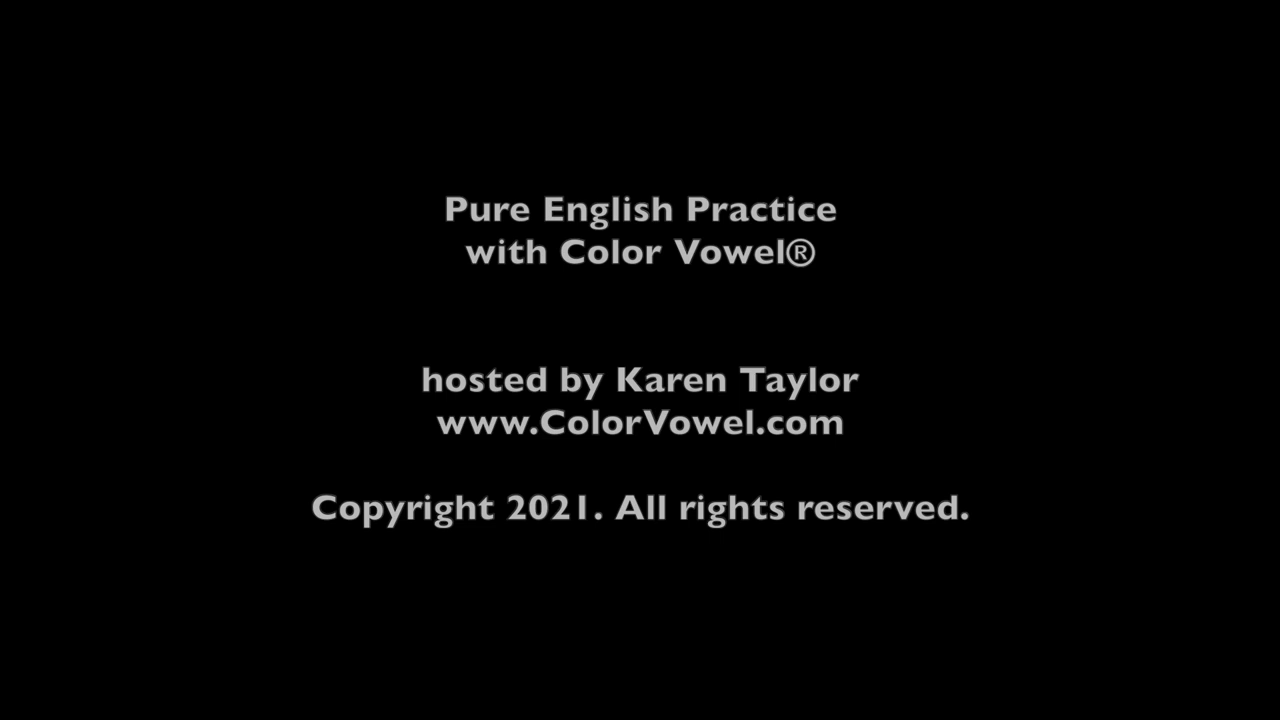 Pure English Practice
with Color Vowel®
hosted by Karen Taylor
www.ColorVowel.com
Copyright 2021. All rights reserved.